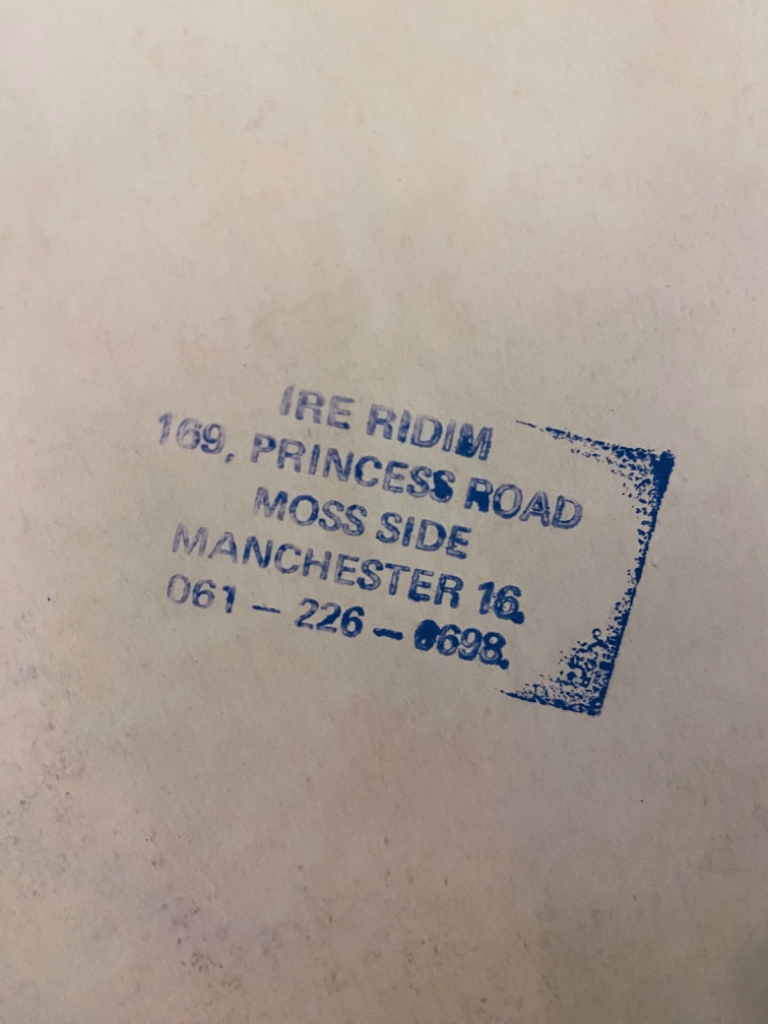 IRE RIDIM
169, PRINCESS ROAD
MOSS SIDE
MANCHESTER 16.
061 – 226 – 0698.